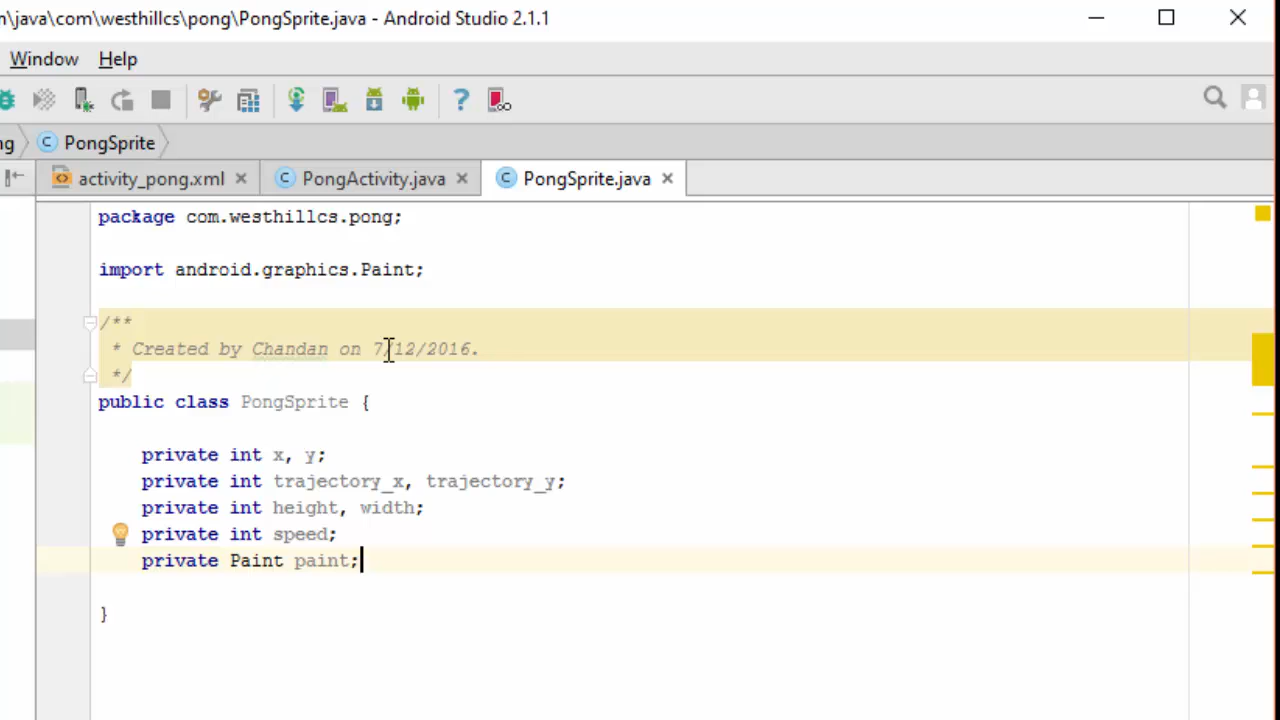 \java\com\westhillcs\pong\PongSprite.java - Android Studio 2.1.1
Window Help
PongSprite
activity_pong.xml PongActivity.java PongSprite.java
package com.westhillcs.pong;
import android.graphics.Paint;
/**
* Created by Chandan on 7/12/2016.
*/
public class PongSprite {
private int x, y;
private int trajectory_x, trajectory_y;
private int height, width;
private int speed;
private Paint paint;
}